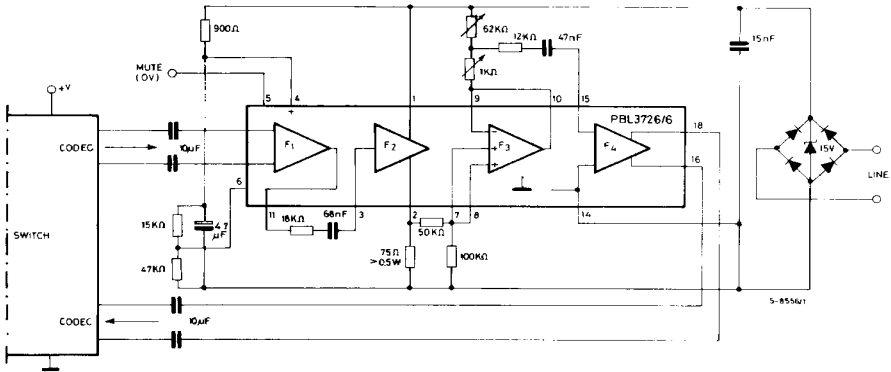 900Ω
62KΩ
12KΩ
47nF
15nF
MUTE
(0V)
1KΩ
+V
5
4
1
9
10
15
+
PBL3726/6
CODEC
10µF
F1
F2
F3
F4
-
+
+
18
16
15V
LINE
6
11
18KΩ
68nF
3
2
50KΩ
7
8
14
15KΩ
4.7
µF
SWITCH
47KΩ
75Ω
>0.5W
100KΩ
S-8556/1
CODEC
10µF